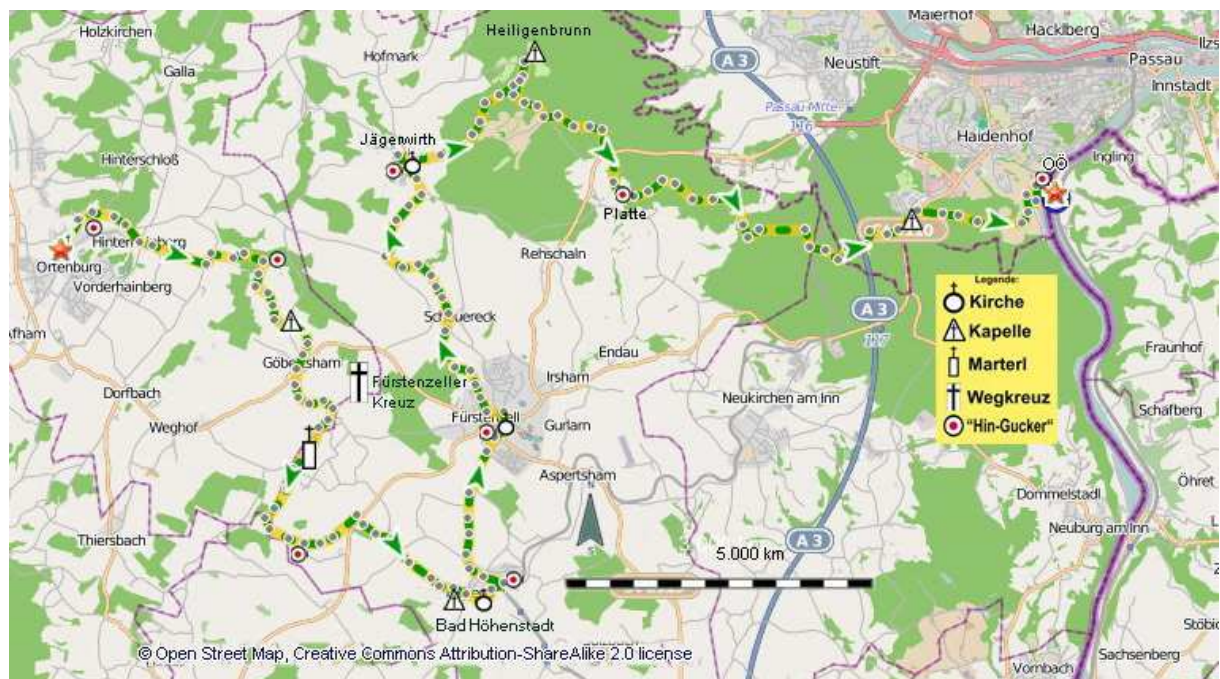 Holzkirchen
Galla
Hofmark
Heiligenbrunn
A 3
Maierhof
Hacklberg
Neustift
Passau
Innstadt
Passau Mitte
116
Haidenhof
Jägerwirth
Hinterschloß
OÖ
Ingling
Platte
Ortenburg
Vorderhainberg
Rehschaln
Legende:
Kirche
Kapelle
Marterl
Wegkreuz
"Hin-Gucker"
A 3
117
Endau
Irsham
Fraunhof
Dorfbach
Fürstenzeller
Kreuz
Neukirchen am Inn
Schafberg
Weghof
Gurlarn
Aspertsham
N
Öhret
Dommelstadl
Neuburg am Inn
Thiersbach
5.000 km
A 3
Bad Höhenstadt
Sachsenberg
Vornbach
© Open Street Map, Creative Commons Attribution-ShareAlike 2.0 license